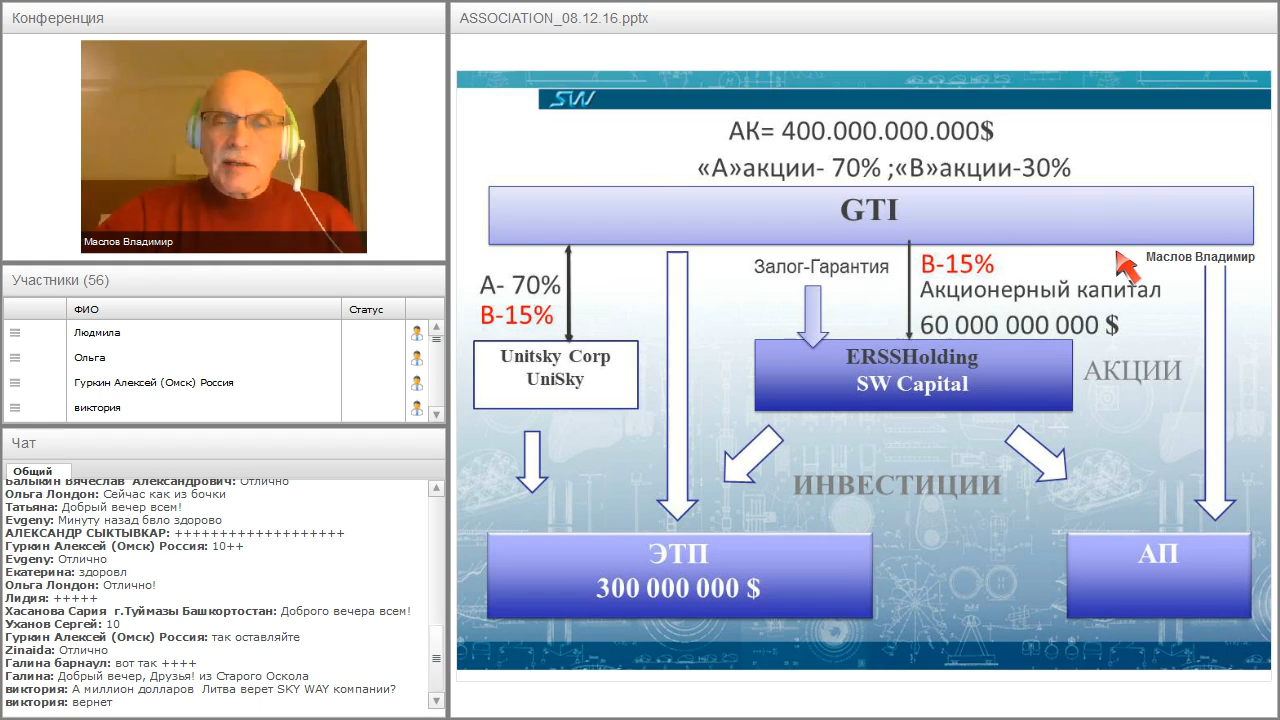 Конференция
Маслов Владимир
Участники (56)
ФИО
Статус
Людмила
Ольга
Гуркин Алексей (Омск) Россия
виктория
Чат
Общий
Балыкин Вячеслав Александрович: Отлично
Ольга Лондон: Сейчас как из бочки
Татьяна: Добрый вечер всем!
Evgeny: Минуту назад бвло здорово
АЛЕКСАНДР СЫКТЫВКАР: +++++++++++++++++++
Гуркин Алексей (Омск) Россия: 10++
Evgeny: Отлично
Екатерина: здоровл
Ольга Лондон: Отлично!
Лидия: +++++
Хасанова Сария г.Туймазы Башкортостан: Доброго вечера всем!
Уханов Сергей: 10
Гуркин Алексей (Омск) Россия: так оставляйте
Zinaida: Отлично
Галина барнаул: вот так ++++
Галина: Добрый вечер, Друзья! из Старого Оскола
виктория: А миллион долларов Литва верет SKY WAY компании?
виктория: вернет
ASSOCIATION_08.12.16.pptx
SW
АК= 400.000.000.000$
«А»акции- 70% ;«В»акции-30%
GTI
А- 70%
В-15%
Залог-Гарантия
В-15%
Маслов Владимир
Акционерный капитал
60 000 000 000 $
Unitsky Corp
UniSky
ERSSHolding
SW Capital
АКЦИИ
ИНВЕСТИЦИИ
ЭТП
300 000 000 $
АП